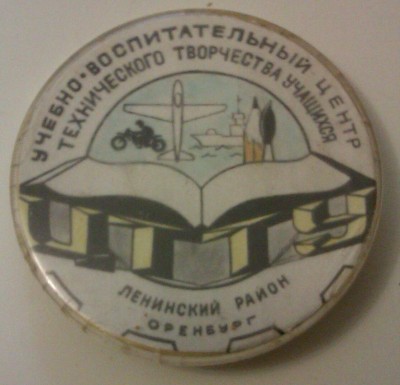 УЧЕБНО-ВОСПИТАТЕЛЬНЫЙ ЦЕНТР
ТЕХНИЧЕСКОГО ТВОРЧЕСТВА УЧАЩИХСЯ
ЦТТУ
ЛЕНИНСКИЙ РАЙОН
ОРЕНБУРГ